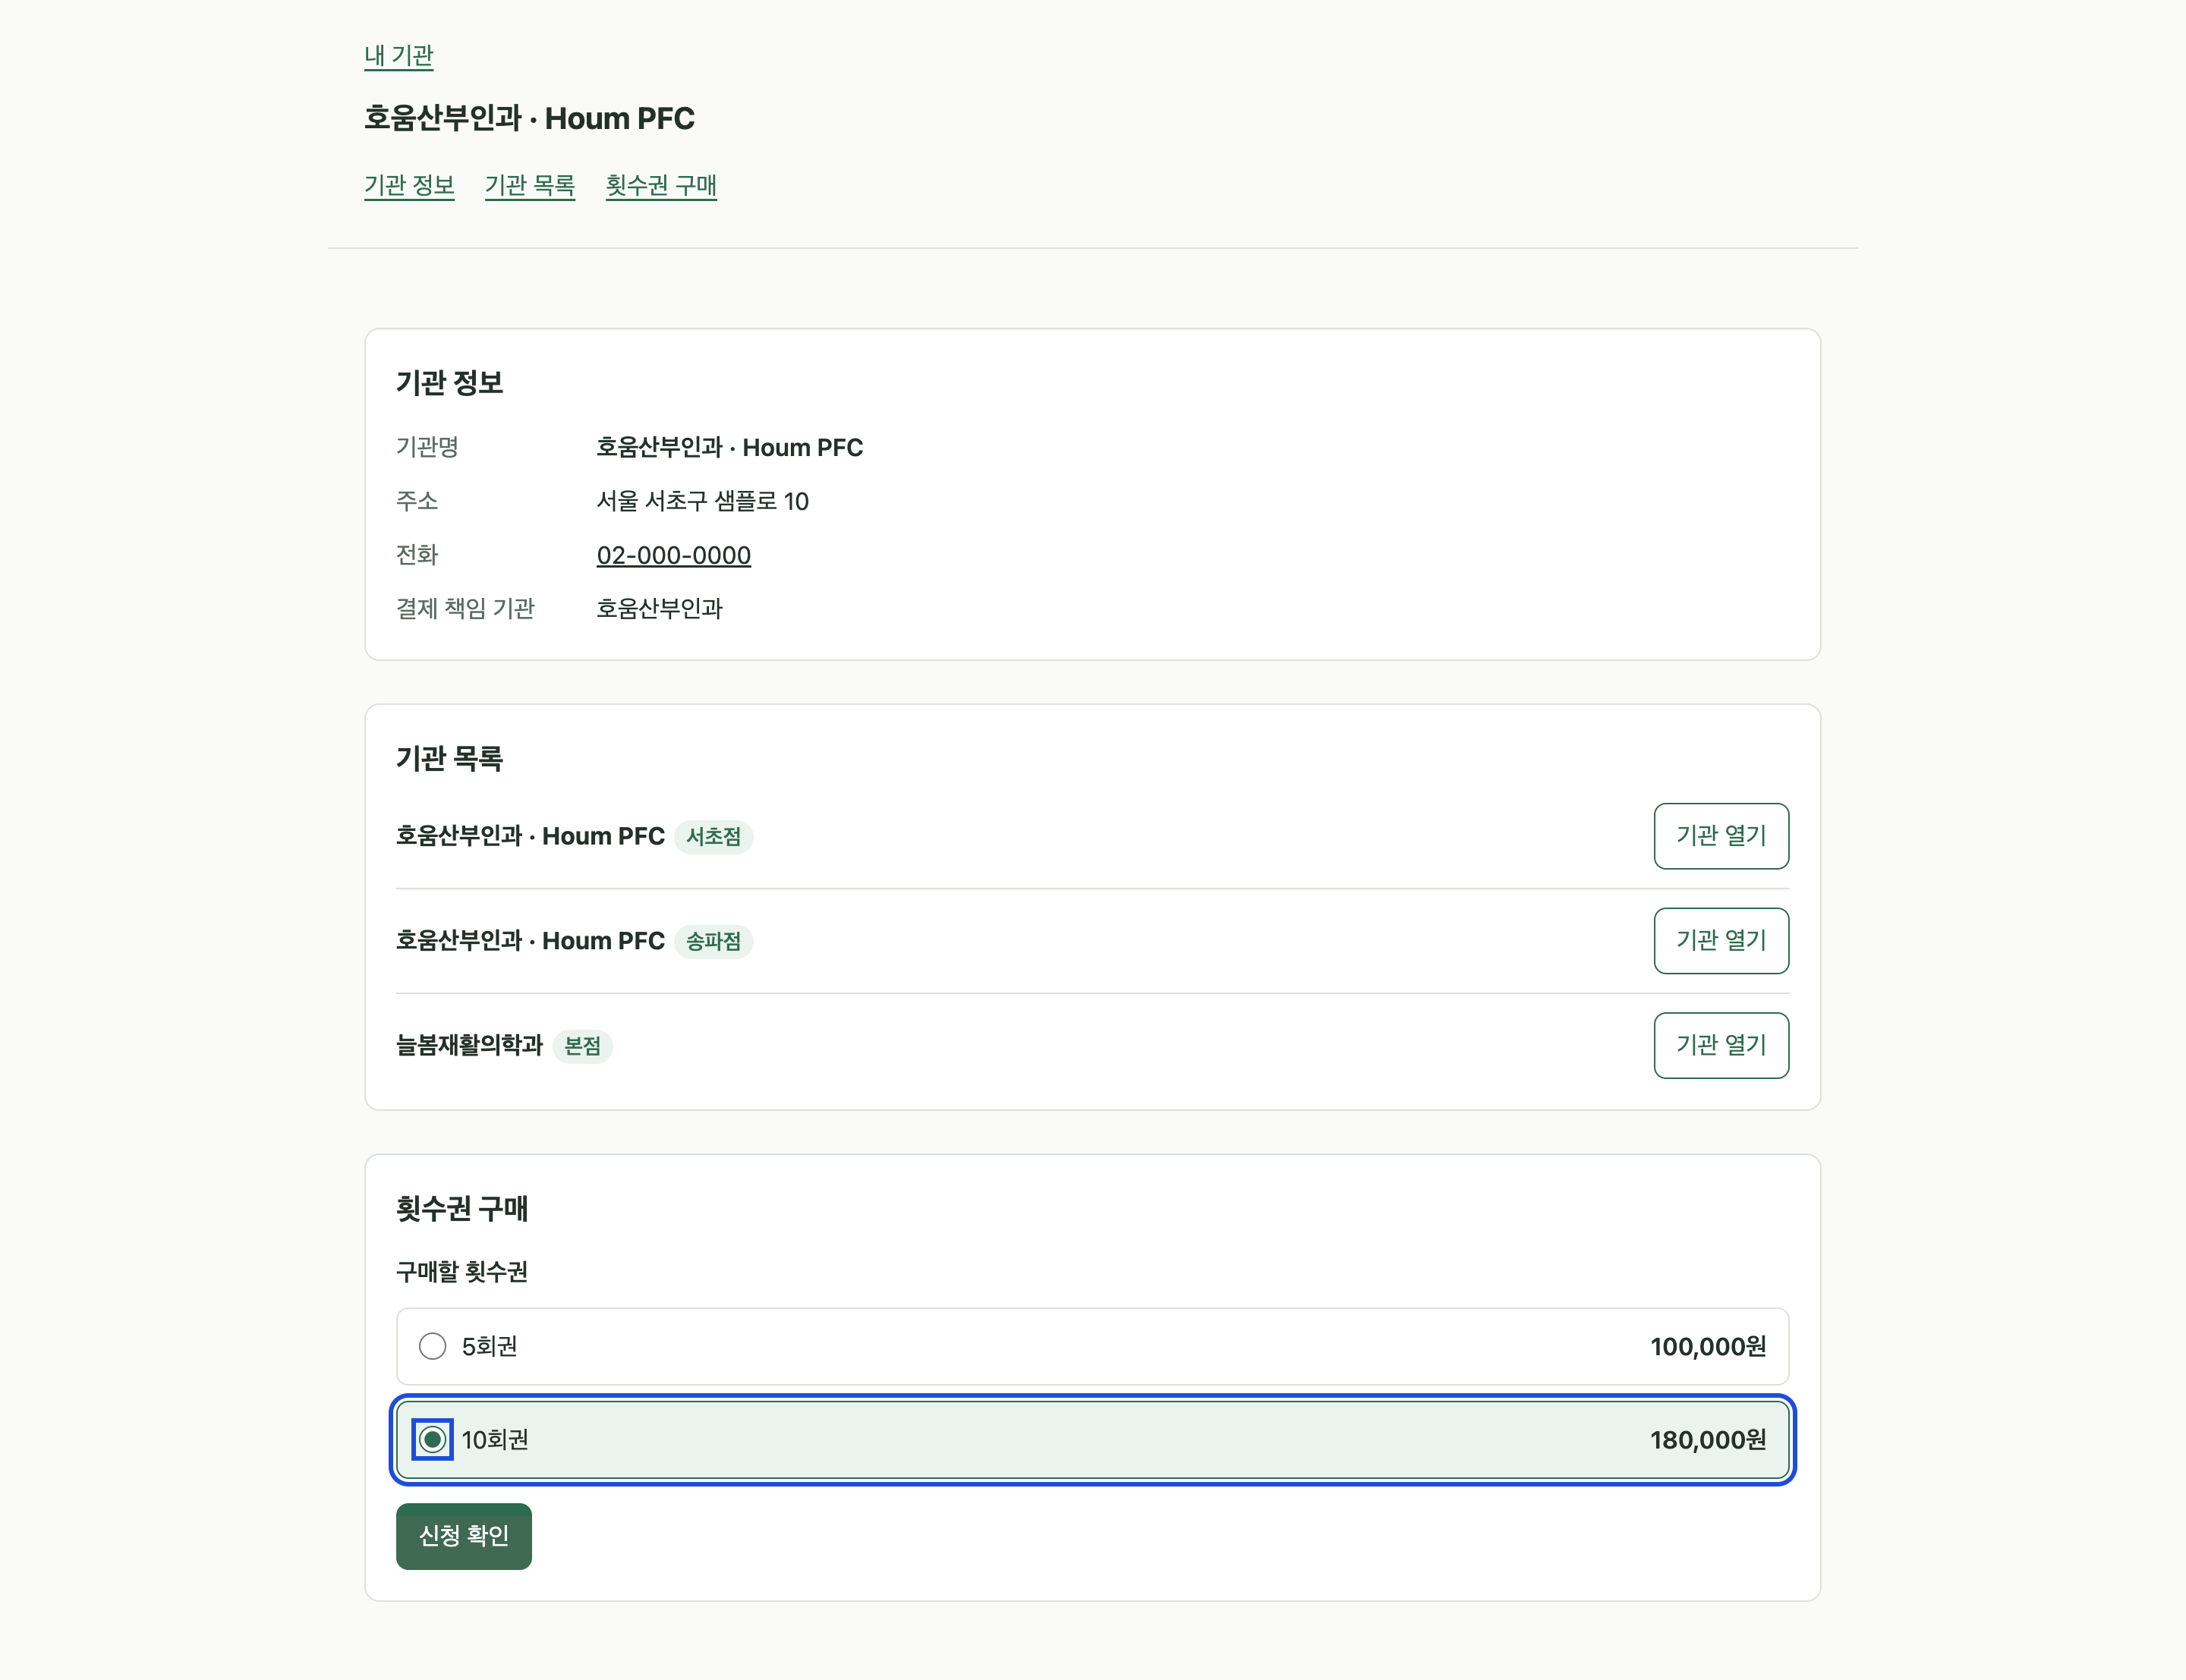 내 기관
호움산부인과 · Houm PFC
기관 정보 기관 목록 횟수권 구매
기관 정보
기관명 호움산부인과 · Houm PFC
주소 서울 서초구 샘플로 10
전화 02-000-0000
결제 책임 기관 호움산부인과
기관 목록
호움산부인과 · Houm PFC 서초점 기관 열기
호움산부인과 · Houm PFC 송파점 기관 열기
늘봄재활의학과 본점 기관 열기
횟수권 구매
구매할 횟수권
5회권 100,000원
10회권 180,000원
신청 확인